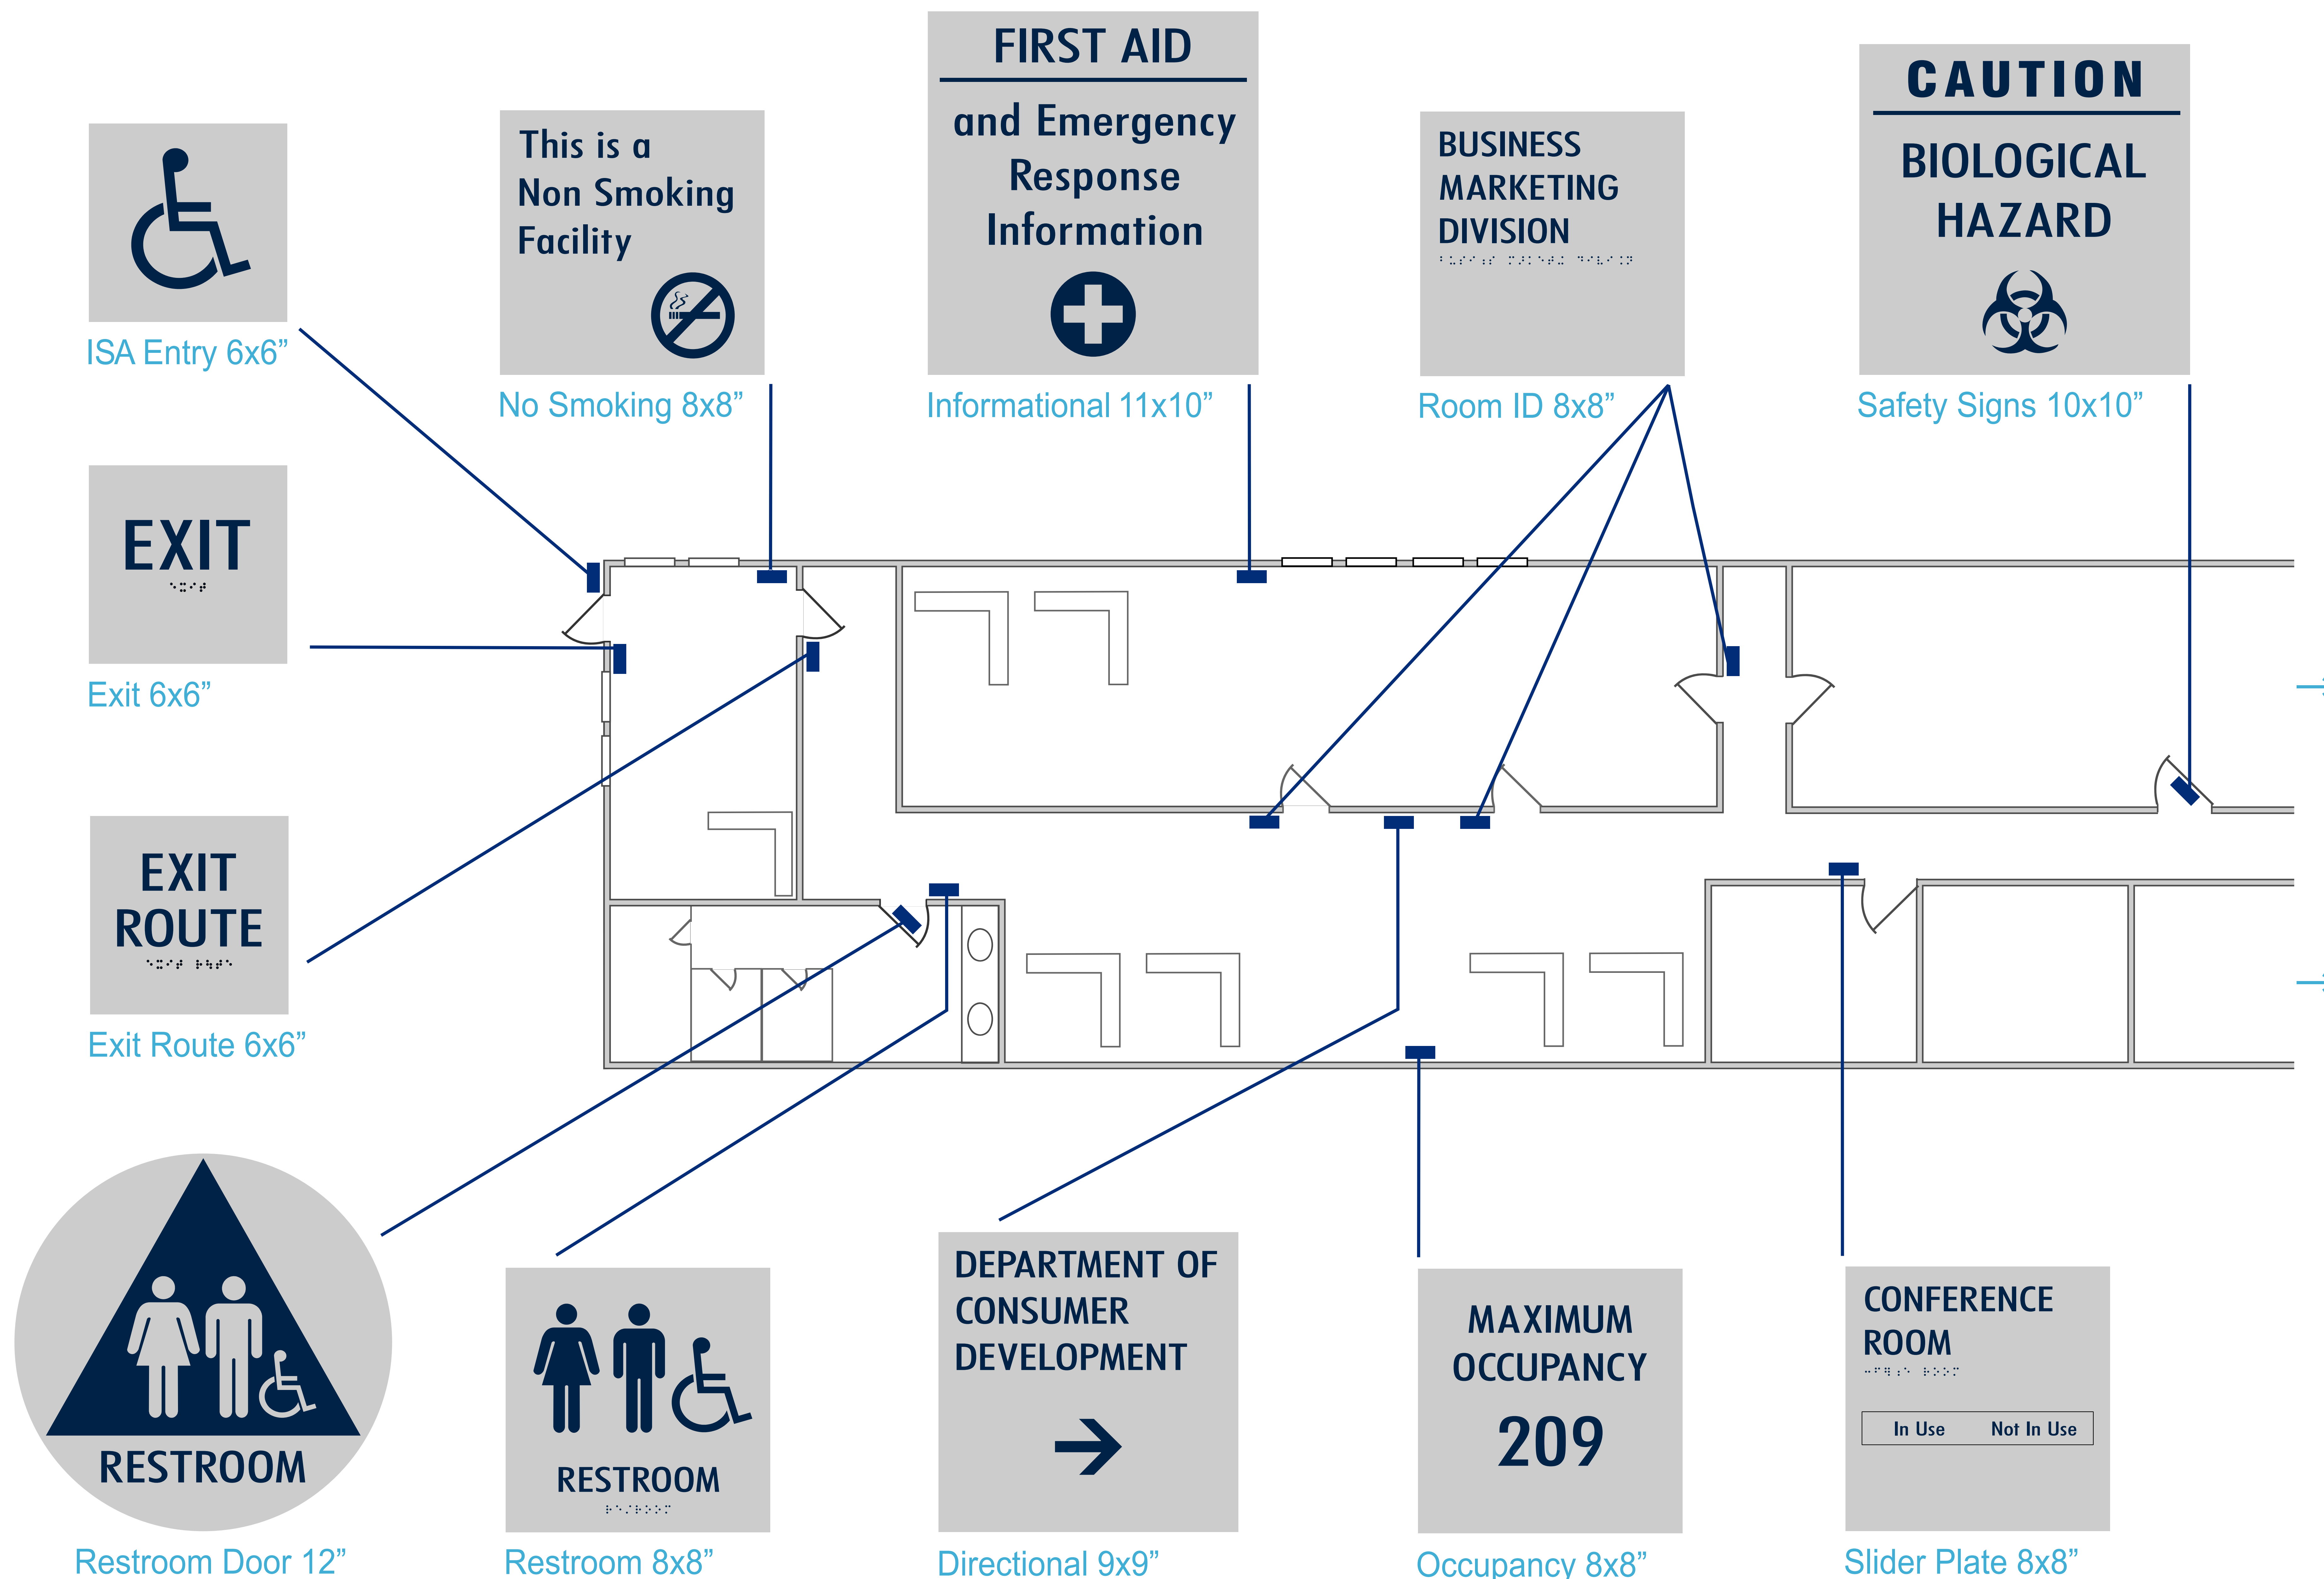 FIRST AID
and Emergency
Response
Information
Informational 11x10”
CAUTION
BIOLOGICAL
HAZARD
Safety Signs 10x10”
ISA Entry 6x6”
This is a
Non Smoking
Facility
No Smoking 8x8”
BUSINESS
MARKETING
DIVISION
Room ID 8x8”
EXIT
Exit 6x6”
EXIT
ROUTE
Exit Route 6x6”
RESTROOM
Restroom Door 12”
RESTROOM
Restroom 8x8”
DEPARTMENT OF
CONSUMER
DEVELOPMENT
Directional 9x9”
MAXIMUM
OCCUPANCY
209
Occupancy 8x8”
CONFERENCE
ROOM
In Use Not In Use
Slider Plate 8x8”